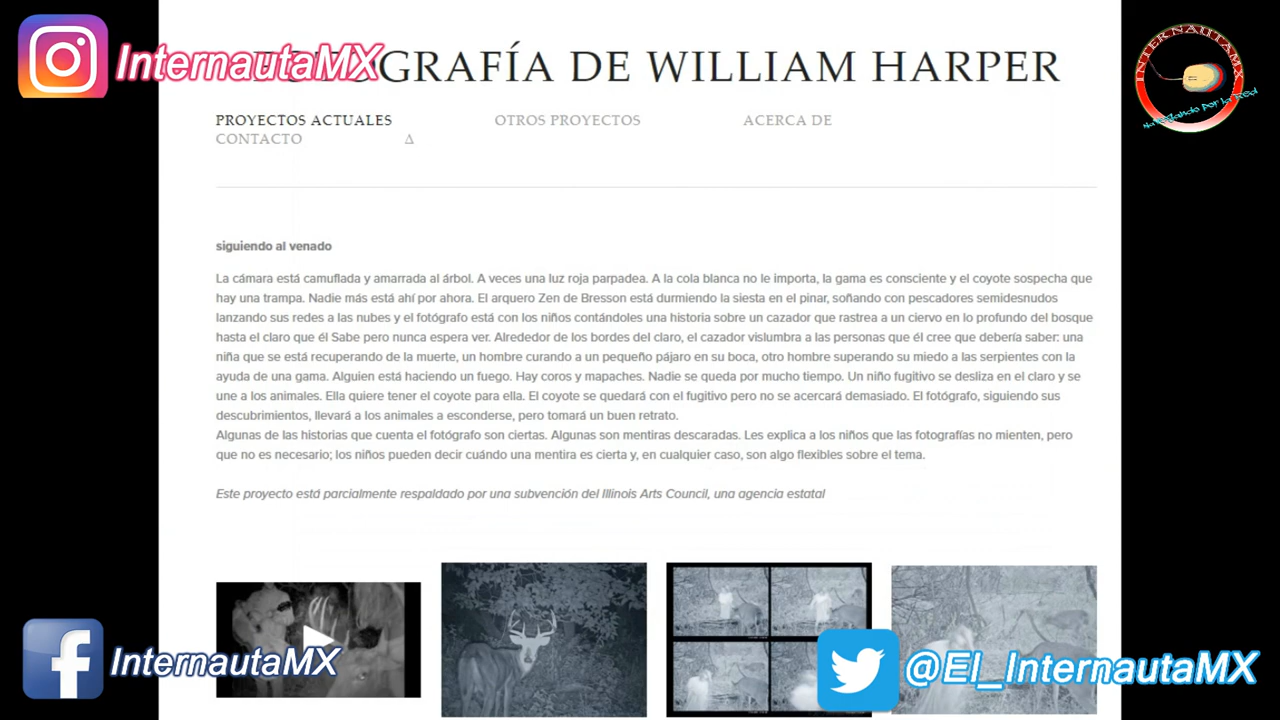 InternautaMX
GRAFÍA DE WILLIAM HARPER
INTERNAUTAMX
Navegando por la Red
PROYECTOS ACTUALES OTROS PROYECTOS ACERCA DE
CONTACTO Δ
siguiendo al venado
La cámara está camuflada y amarrada al árbol. A veces una luz roja parpadea. A la cola blanca no le importa, la gama es consciente y el coyote sospecha que
hay una trampa. Nadie más está ahí por ahora. El arquero Zen de Bresson está durmiendo la siesta en el pinar, soñando con pescadores semidesnudos
lanzando sus redes a las nubes y el fotógrafo está con los niños contándoles una historia sobre un cazador que rastrea a un ciervo en lo profundo del bosque
hasta el claro que él Sabe pero nunca espera ver. Alrededor de los bordes del claro, el cazador vislumbra a las personas que él cree que debería saber: una
niña que se está recuperando de la muerte, un hombre curando a un pequeño pájaro en su boca, otro hombre superando su miedo a las serpientes con la
ayuda de una gama. Alguien está haciendo un fuego. Hay coros y mapaches. Nadie se queda por mucho tiempo. Un niño fugitivo se desliza en el claro y se
une a los animales. Ella quiere tener el coyote para ella. El coyote se quedará con el fugitivo pero no se acercará demasiado. El fotógrafo, siguiendo sus
descubrimientos, llevará a los animales a esconderse, pero tomará un buen retrato.
Algunas de las historias que cuenta el fotógrafo son ciertas. Algunas son mentiras descaradas. Les explica a los niños que las fotografías no mienten, pero
que no es necesario; los niños pueden decir cuándo una mentira es cierta y, en cualquier caso, son algo flexibles sobre el tema.
Este proyecto está parcialmente respaldado por una subvención del Illinois Arts Council, una agencia estatal
InternautaMX
@El_InternautaMX